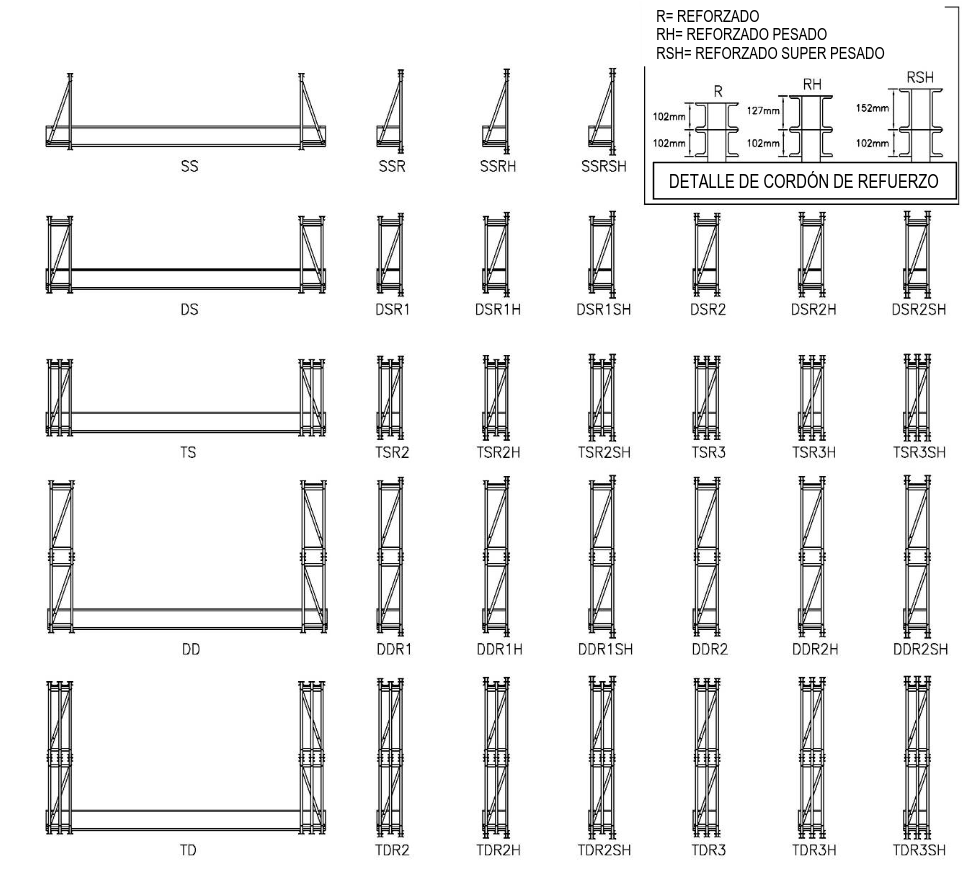 R= REFORZADO
RH= REFORZADO PESADO
RSH= REFORZADO SUPER PESADO
R RH RSH
102mm 127mm 152mm
102mm 102mm 102mm
DETALLE DE CORDÓN DE REFUERZO
SS SSR SSRH SSRSH
DS DSR1 DSR1H DSR1SH DSR2 DSR2H DSR2SH
TS TSR2 TSR2H TSR2SH TSR3 TSR3H TSR3SH
DD DDR1 DDR1H DDR1SH DDR2 DDR2H DDR2SH
TD TDR2 TDR2H TDR2SH TDR3 TDR3H TDR3SH